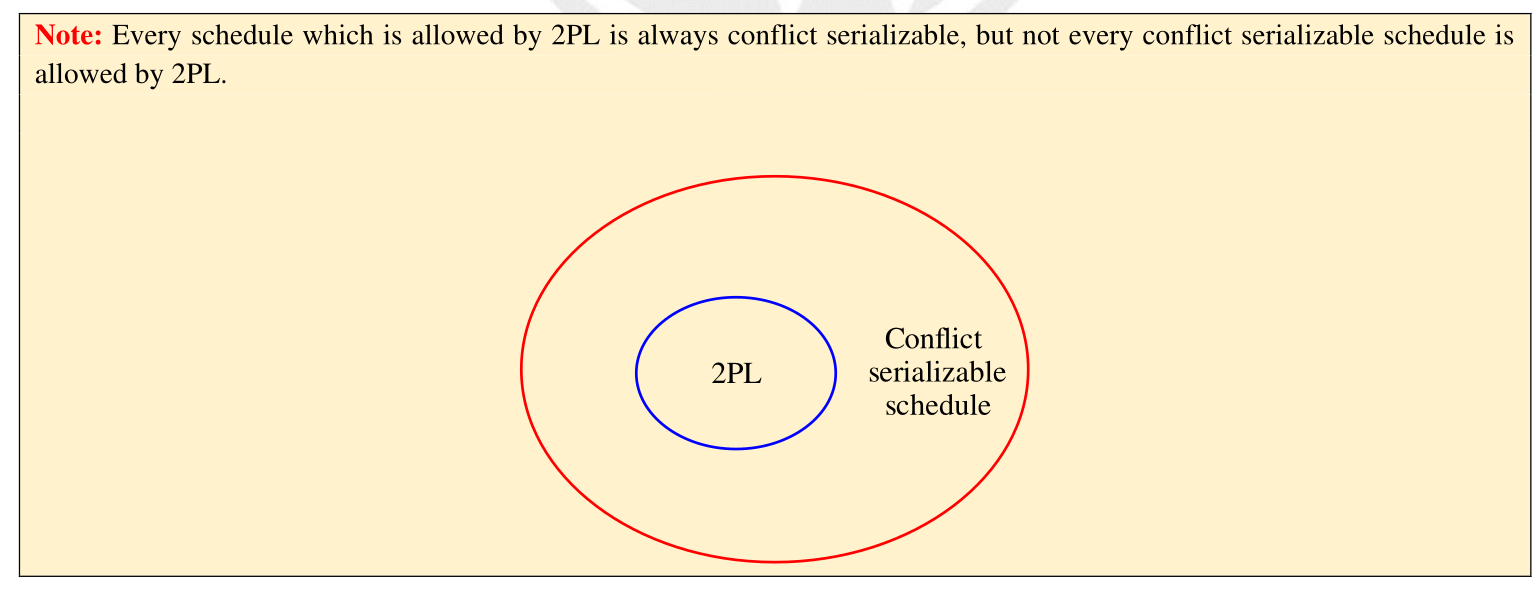 Note: Every schedule which is allowed by 2PL is always conflict serializable, but not every conflict serializable schedule is
allowed by 2PL.
2PL
Conflict
serializable
schedule